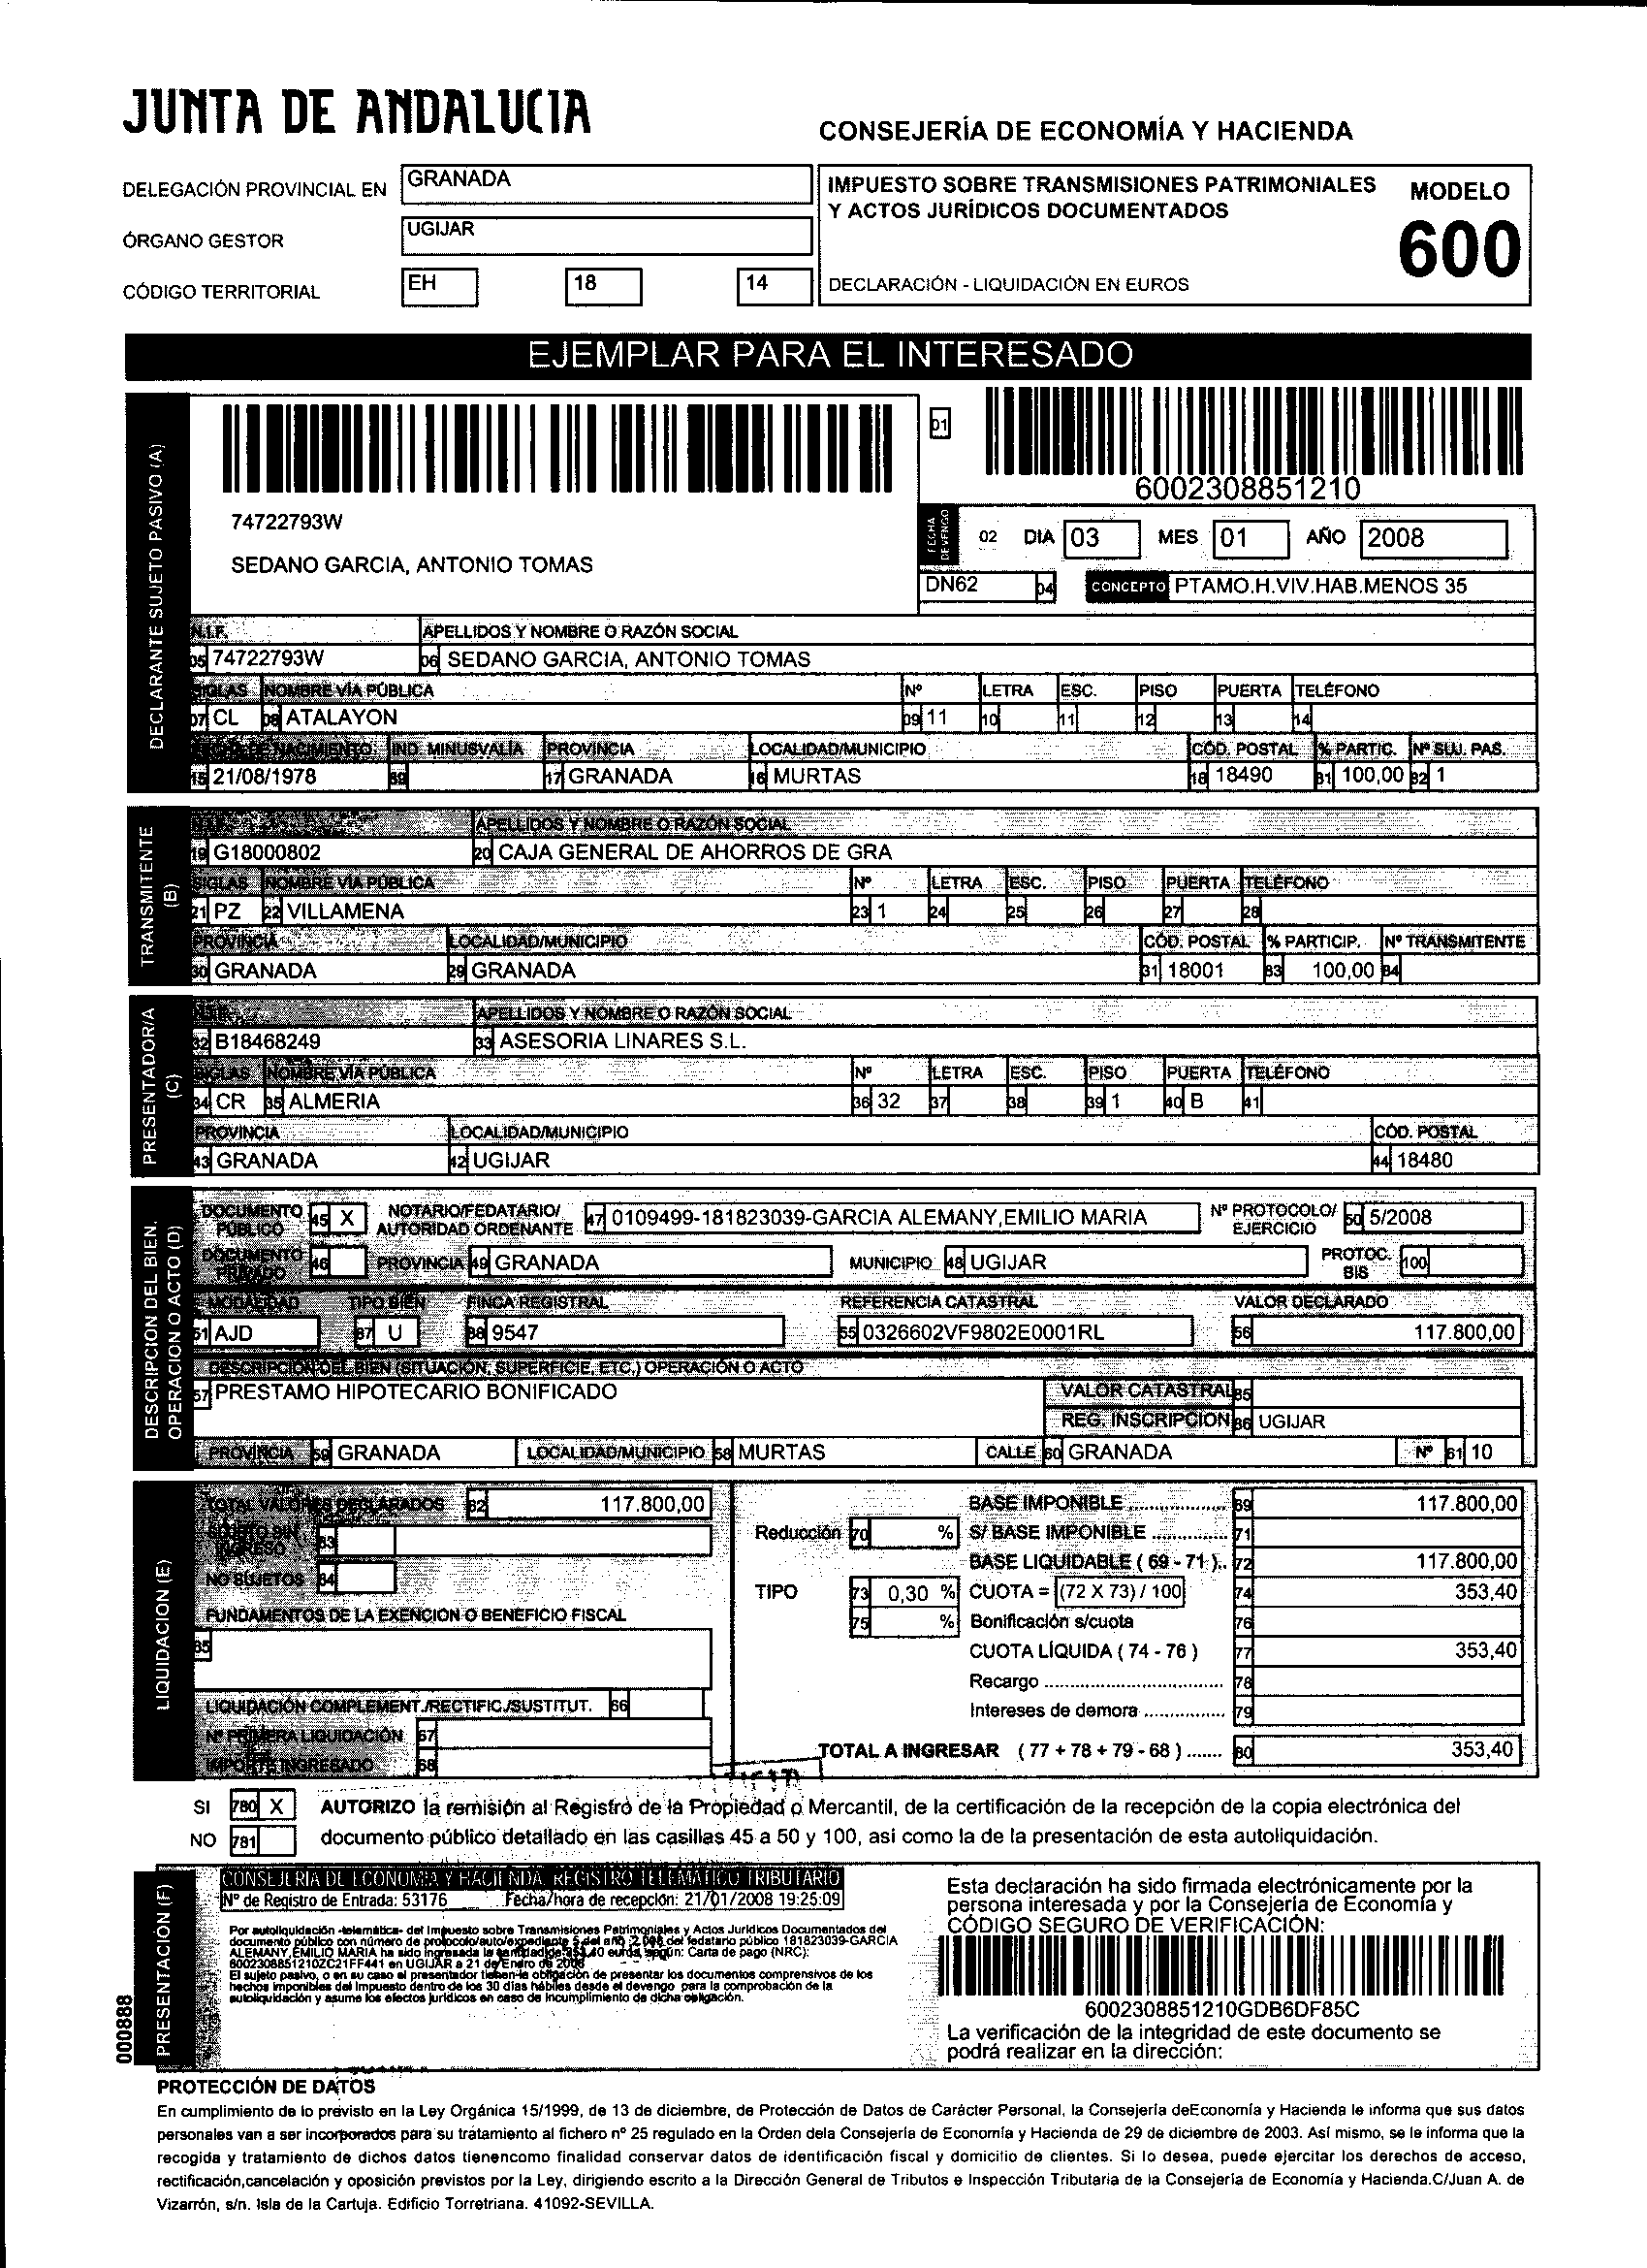 JUNTA DE ANDALUCIA
CONSEJERÍA DE ECONOMÍA Y HACIENDA
DELEGACIÓN PROVINCIAL EN GRANADA
ÓRGANO GESTOR UGIJAR
CÓDIGO TERRITORIAL EH 18 14
IMPUESTO SOBRE TRANSMISIONES PATRIMONIALES
Y ACTOS JURÍDICOS DOCUMENTADOS
DECLARACIÓN - LIQUIDACIÓN EN EUROS
MODELO
600
EJEMPLAR PARA EL INTERESADO
DECLARANTE SUJETO PASIVO (A)
01
6002308851210
74722793W
SEDANO GARCIA, ANTONIO TOMAS
FECHA DEVENGO 02 DIA 03 MES 01 AÑO 2008
DN62 04 CONCEPTO PTAMO.H.VIV.HAB.MENOS 35
N.I.F. APELLIDOS Y NOMBRE O RAZÓN SOCIAL
05 74722793W 06 SEDANO GARCIA, ANTONIO TOMAS
SIGLAS NOMBRE VÍA PÚBLICA Nº LETRA ESC. PISO PUERTA TELÉFONO
07 CL 08 ATALAYON 09 11 10 11 12 13 14
FECHA DE NACIMIENTO IND. MINUSVALÍA PROVINCIA LOCALIDAD/MUNICIPIO CÓD. POSTAL % PARTIC. Nº SUJ. PAS.
15 21/08/1978 89 17 GRANADA 16 MURTAS 18 18490 81 100,00 82 1
TRANSMITENTE (B)
APELLIDOS Y NOMBRE O RAZÓN SOCIAL
19 G18000802 20 CAJA GENERAL DE AHORROS DE GRA
SIGLAS NOMBRE VÍA PÚBLICA Nº LETRA ESC. PISO PUERTA TELÉFONO
21 PZ 22 VILLAMENA 23 1 24 25 26 27 28
PROVINCIA LOCALIDAD/MUNICIPIO CÓD. POSTAL % PARTICIP. Nº TRANSMITENTE
30 GRANADA 29 GRANADA 31 18001 83 100,00 84
PRESENTADOR/A (C)
APELLIDOS Y NOMBRE O RAZÓN SOCIAL
32 B18468249 33 ASESORIA LINARES S.L.
SIGLAS NOMBRE VÍA PÚBLICA Nº LETRA ESC. PISO PUERTA TELÉFONO
34 CR 35 ALMERIA 36 32 37 38 39 1 40 B 41
PROVINCIA LOCALIDAD/MUNICIPIO CÓD. POSTAL
43 GRANADA 42 UGIJAR 44 18480
DESCRIPCION DEL BIEN, OPERACION O ACTO (D)
DOCUMENTO PÚBLICO 45 X NOTARIO/FEDATARIO/ AUTORIDAD ORDENANTE 47 0109499-181823039-GARCIA ALEMANY,EMILIO MARIA Nº PROTOCOLO/ EJERCICIO 50 5/2008
DOCUMENTO PRIVADO 46 PROVINCIA 49 GRANADA MUNICIPIO 48 UGIJAR PROTOC. BIS 100
MODALIDAD TIPO BIEN FINCA REGISTRAL REFERENCIA CATASTRAL VALOR DECLARADO
51 AJD 87 U 88 9547 55 0326602VF9802E0001RL 56 117.800,00
DESCRIPCIÓN DEL BIEN (SITUACIÓN, SUPERFICIE, ETC.) OPERACIÓN O ACTO
57 PRESTAMO HIPOTECARIO BONIFICADO VALOR CATASTRAL 85
REG. INSCRIPCION 86 UGIJAR
PROVINCIA 59 GRANADA LOCALIDAD/MUNICIPIO 58 MURTAS CALLE 60 GRANADA Nº 61 10
LIQUIDACION (E)
TOTAL VALORES DECLARADOS 62 117.800,00 BASE IMPONIBLE .................. 69 117.800,00
SUJETO SIN INGRESO 63 Reducción 70 % S/ BASE IMPONIBLE .............. 71
BASE LIQUIDABLE ( 69 - 71 ).. 72 117.800,00
NO SUJETOS 64 TIPO 73 0,30 % CUOTA = (72 X 73) / 100 74 353,40
FUNDAMENTOS DE LA EXENCION O BENEFICIO FISCAL 75 % Bonificación s/cuota 76
65 CUOTA LÍQUIDA ( 74 - 76 ) 77 353,40
Recargo ................................. 78
LIQUIDACIÓN COMPLEMENT./RECTIFIC./SUSTITUT. 66 Intereses de demora ............... 79
Nº PRIMERA LIQUIDACIÓN 67
IMPORTE INGRESADO 68 TOTAL A INGRESAR ( 77 + 78 + 79 - 68 ) ....... 80 353,40
SI 780 X AUTORIZO la remisión al Registro de la Propiedad o Mercantil, de la certificación de la recepción de la copia electrónica del
NO 781 documento público detallado en las casillas 45 a 50 y 100, asi como la de la presentación de esta autoliquidación.
PRESENTACIÓN (F)
CONSEJERIA DE ECONOMIA Y HACIENDA. REGISTRO TELEMATICO TRIBUTARIO
Nº de Registro de Entrada: 53176 Fecha/hora de recepción: 21/01/2008 19:25:09
Por autoliquidación -telemática- del Impuesto sobre Transmisiones Patrimoniales y Actos Jurídicos Documentados del
documento público con número de protocolo/auto/expediente 5 del año 2.008 del fedatario público 181823039-GARCIA
ALEMANY,EMILIO MARIA ha sido ingresada la cantidad de 353,40 euros, según: Carta de pago (NRC):
6002308851210ZC21FF441 en UGIJAR a 21 de Enero de 2008
El sujeto pasivo, o en su caso el presentador tienen la obligación de presentar los documentos comprensivos de los
hechos imponibles del Impuesto dentro de los 30 días hábiles desde el devengo para la comprobación de la
autoliquidación y asume los efectos jurídicos en caso de incumplimiento de dicha obligación.
Esta declaración ha sido firmada electrónicamente por la
persona interesada y por la Consejería de Economía y
CÓDIGO SEGURO DE VERIFICACIÓN:
6002308851210GDB6DF85C
La verificación de la integridad de este documento se
podrá realizar en la dirección:
000888
PROTECCIÓN DE DATOS
En cumplimiento de lo previsto en la Ley Orgánica 15/1999, de 13 de diciembre, de Protección de Datos de Carácter Personal, la Consejería deEconomía y Hacienda le informa que sus datos
personales van a ser incorporados para su tratamiento al fichero nº 25 regulado en la Orden dela Consejería de Economía y Hacienda de 29 de diciembre de 2003. Así mismo, se le informa que la
recogida y tratamiento de dichos datos tienencomo finalidad conservar datos de identificación fiscal y domicilio de clientes. Si lo desea, puede ejercitar los derechos de acceso,
rectificación,cancelación y oposición previstos por la Ley, dirigiendo escrito a la Dirección General de Tributos e Inspección Tributaria de la Consejería de Economía y Hacienda.C/Juan A. de
Vizarrón, s/n. Isla de la Cartuja. Edificio Torretriana. 41092-SEVILLA.